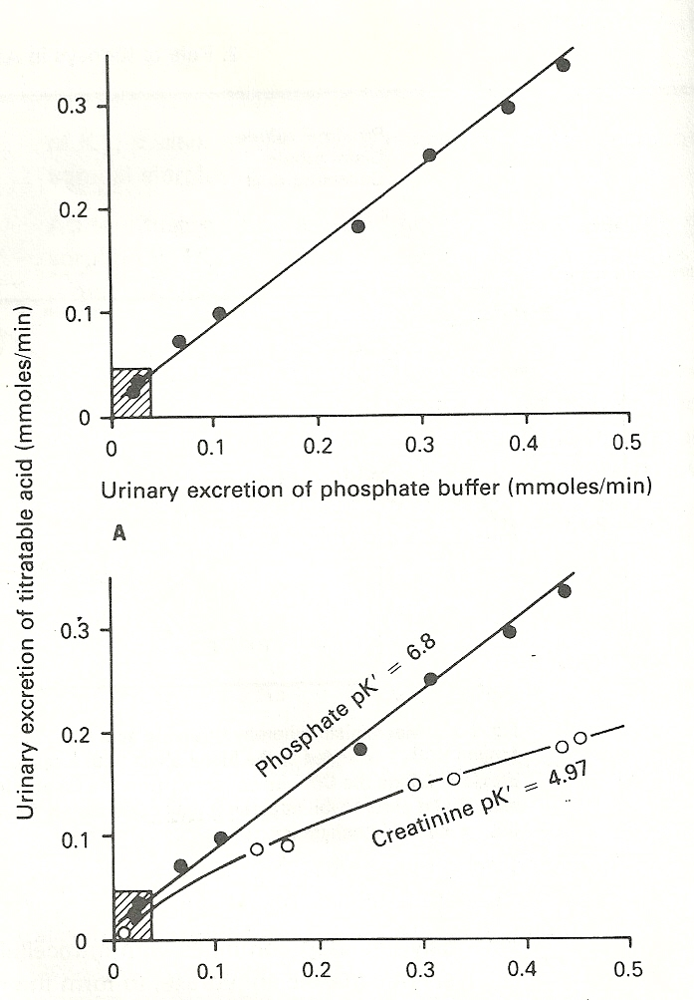 Urinary excretion of titratable acid (mmoles/min)
0.3
0.2
0.1
0
0 0.1 0.2 0.3 0.4 0.5
Urinary excretion of phosphate buffer (mmoles/min)
A
0.3
0.2
0.1
0
Phosphate pK′ = 6.8
Creatinine pK′ = 4.97
0 0.1 0.2 0.3 0.4 0.5